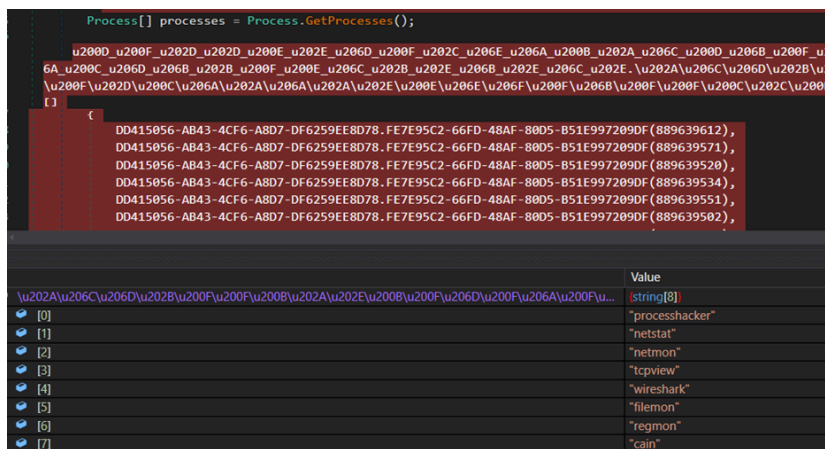 Process[] processes = Process.GetProcesses();
u200D_u200F_u202D_u202D_u200E_u202E_u206D_u200F_u202C_u206E_u206A_u200B_u202A_u206C_u200D_u206B_u200F_u
6A_u200C_u206D_u206B_u202B_u200F_u200E_u206C_u202B_u202E_u206B_u202E_u206C_u202E.\u202A\u206C\u206D\u202B\u
\u200F\u202D\u200C\u206A\u202A\u206A\u202A\u202E\u200E\u206E\u206F\u200F\u206B\u200F\u200F\u200C\u202C\u200
[]
{
DD415056-AB43-4CF6-A8D7-DF6259EE8D78.FE7E95C2-66FD-48AF-80D5-B51E997209DF(889639612),
DD415056-AB43-4CF6-A8D7-DF6259EE8D78.FE7E95C2-66FD-48AF-80D5-B51E997209DF(889639571),
DD415056-AB43-4CF6-A8D7-DF6259EE8D78.FE7E95C2-66FD-48AF-80D5-B51E997209DF(889639520),
DD415056-AB43-4CF6-A8D7-DF6259EE8D78.FE7E95C2-66FD-48AF-80D5-B51E997209DF(889639534),
DD415056-AB43-4CF6-A8D7-DF6259EE8D78.FE7E95C2-66FD-48AF-80D5-B51E997209DF(889639551),
DD415056-AB43-4CF6-A8D7-DF6259EE8D78.FE7E95C2-66FD-48AF-80D5-B51E997209DF(889639502),
Value
\u202A\u206C\u206D\u202B\u200F\u200F\u200B\u202A\u202E\u200B\u200F\u206D\u200F\u206A\u200F\u... {string[8]}
[0] "processhacker"
[1] "netstat"
[2] "netmon"
[3] "tcpview"
[4] "wireshark"
[5] "filemon"
[6] "regmon"
[7] "cain"